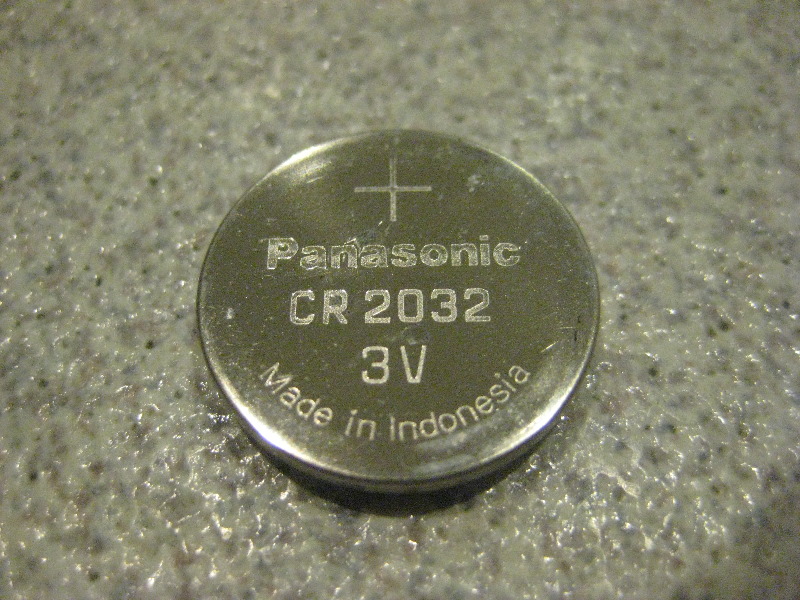 +
Panasonic
CR 2032
3V
Made in Indonesia